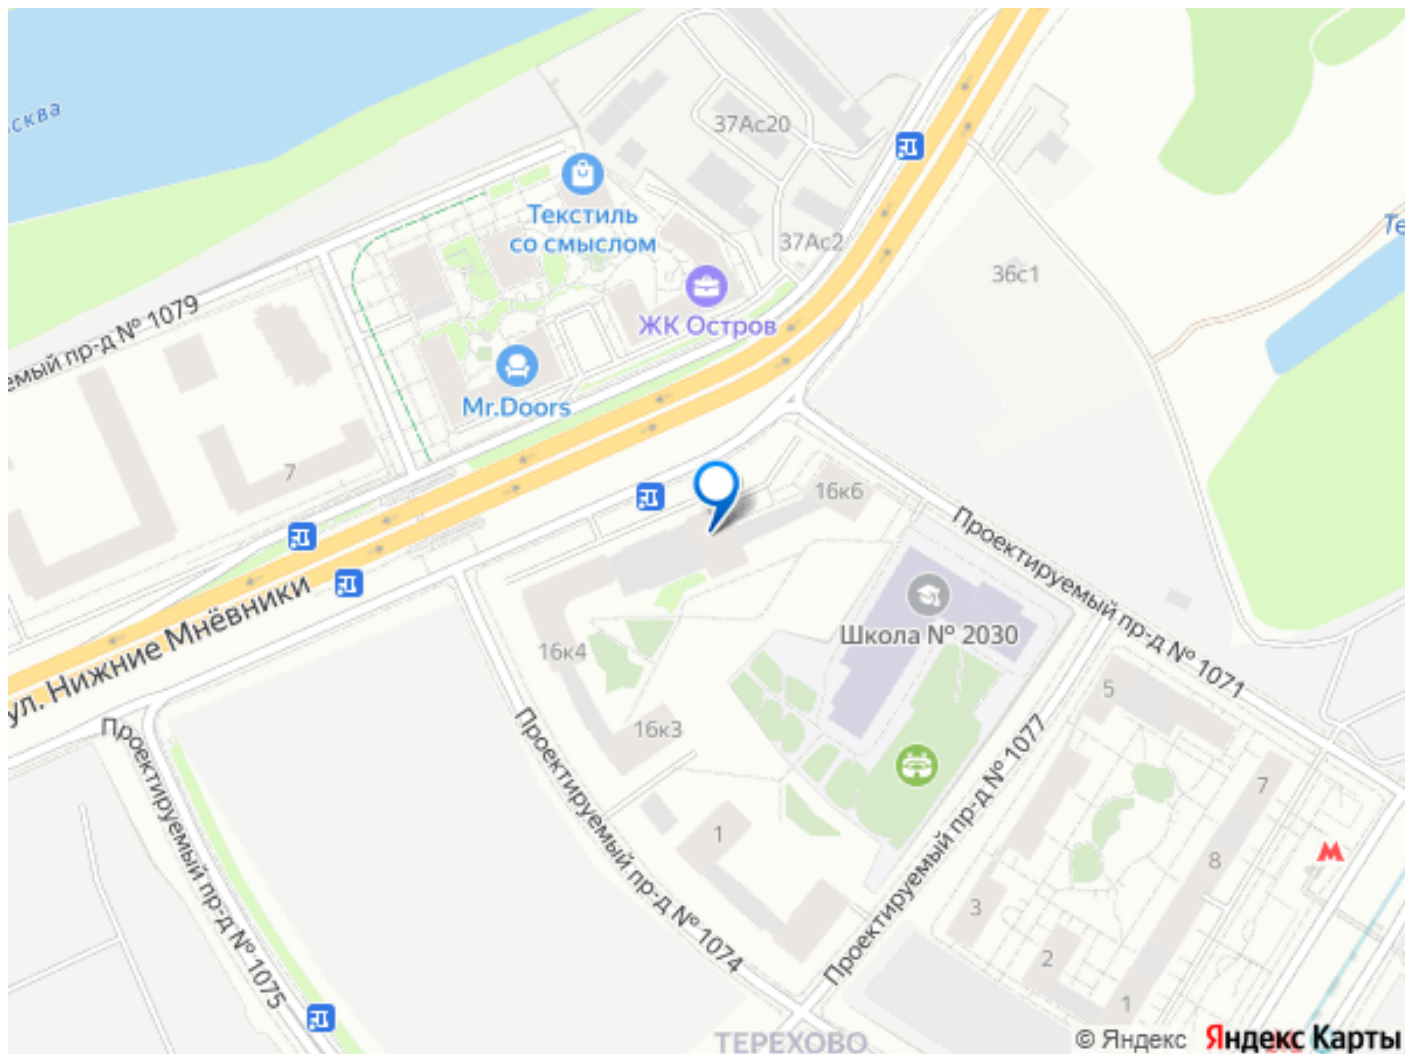 сква
37Ас20
Текстиль
со смыслом
37Ас2
36с1
Те
ЖК Остров
емый пр-д № 1079
Mr.Doors
7
16к6
Проектируемый пр-д № 1071
ул. Нижние Мнёвники
Школа № 2030
16к4
16к3
5
Проектируемый пр-д № 1077
Проектируемый пр-д № 1075
Проектируемый пр-д № 1074
1
7
8
3
2
1
ТЕРЕХОВО
© Яндекс Яндекс Карты